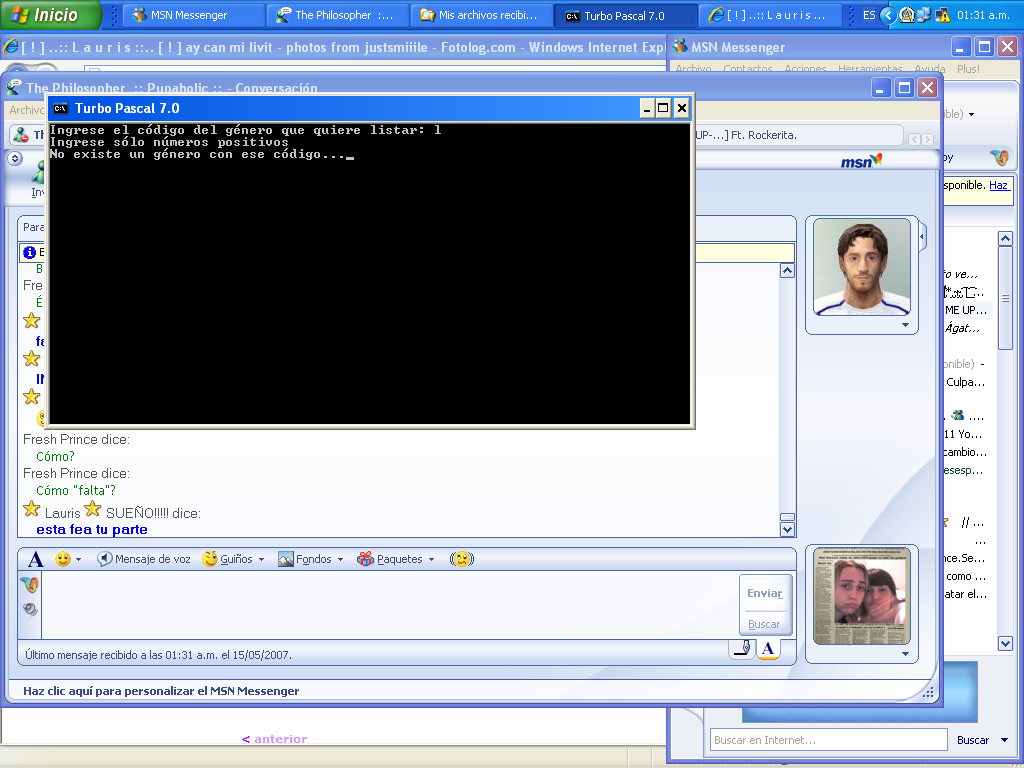 Inicio
MSN Messenger
The Philosopher :...
Mis archivos recibi...
Turbo Pascal 7.0
[ ! ] ..:: L a u r i s ...
ES
01:31 a.m.
[ ! ] ..:: L a u r i s ::.. [ ! ] ay can mi livit - photos from justsmiiile - Fotolog.com - Windows Internet Expl
MSN Messenger
Archivo Contactos Acciones Herramientas Ayuda Plus!
The Philosopher :: Pupaholic :: - Conversación
Archivo
Turbo Pascal 7.0
Ingrese el código del género que quiere listar: l
Ingrese sólo números positivos
No existe un género con ese código...
UP-...] Ft. Rockerita.
msn
Para
Fresh Prince dice:
Cómo?
Fresh Prince dice:
Cómo "falta"?
Lauris SUEÑO!!!!! dice:
esta fea tu parte
A
Mensaje de voz
Guiños
Fondos
Paquetes
Enviar
Buscar
Último mensaje recibido a las 01:31 a.m. el 15/05/2007.
A
Haz clic aquí para personalizar el MSN Messenger
ible)
sponible. Haz
to ve...
ME UP...
Ágat...
onible) -
Culpa...
11 Yo...
cambio...
esesp...
// ...
nce.Se...
como ...
atar el...
< anterior
Buscar en Internet...
Buscar